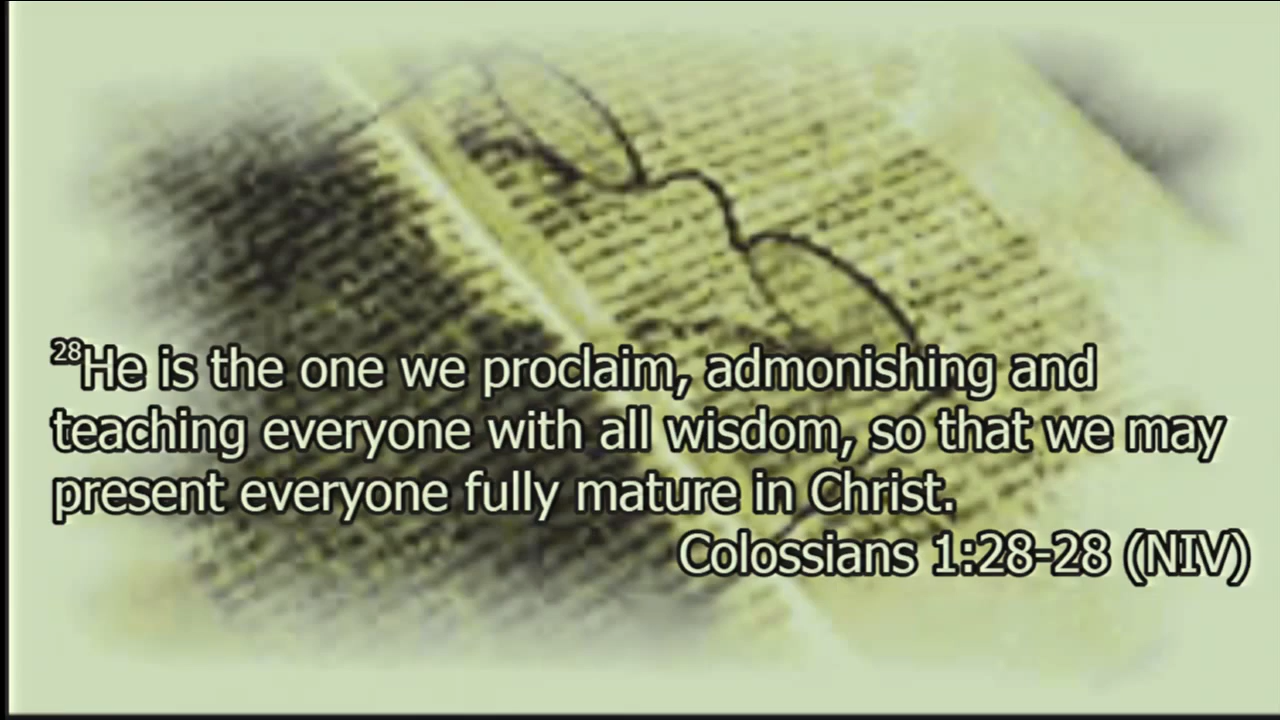 28He is the one we proclaim, admonishing and
teaching everyone with all wisdom, so that we may
present everyone fully mature in Christ.
Colossians 1:28-28 (NIV)